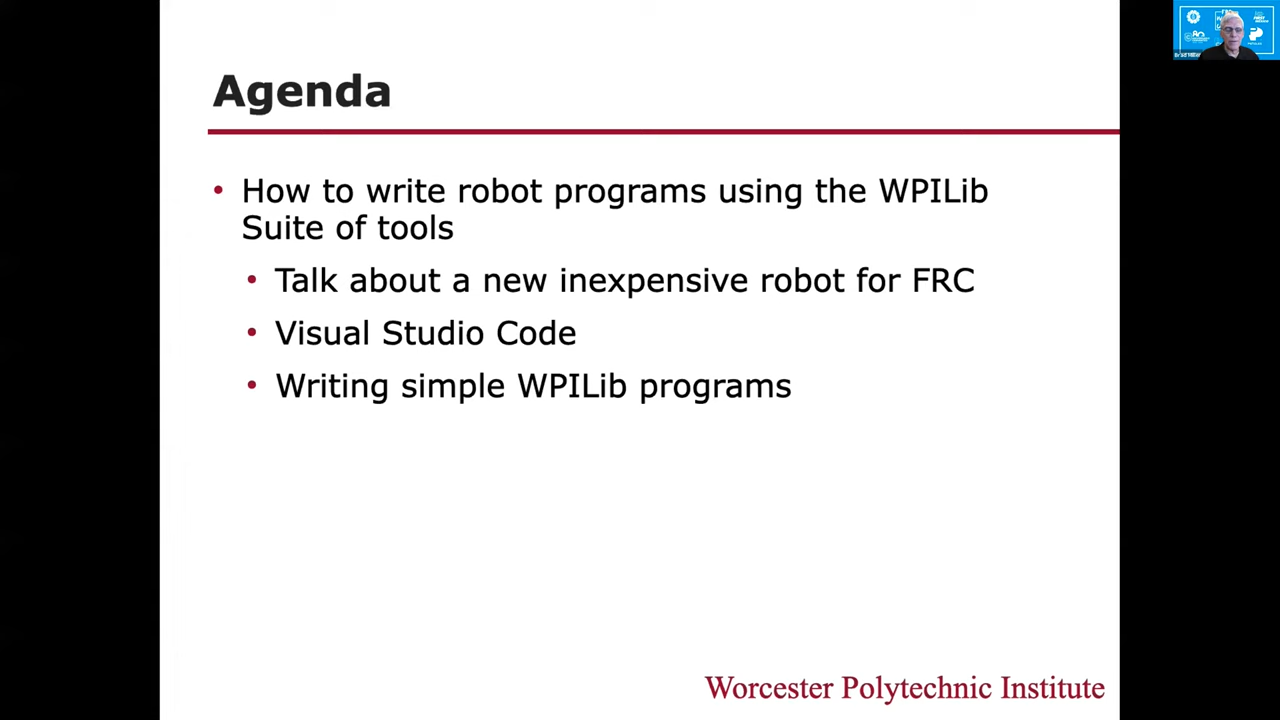 Agenda
• How to write robot programs using the WPILib
Suite of tools
• Talk about a new inexpensive robot for FRC
• Visual Studio Code
• Writing simple WPILib programs
Worcester Polytechnic Institute